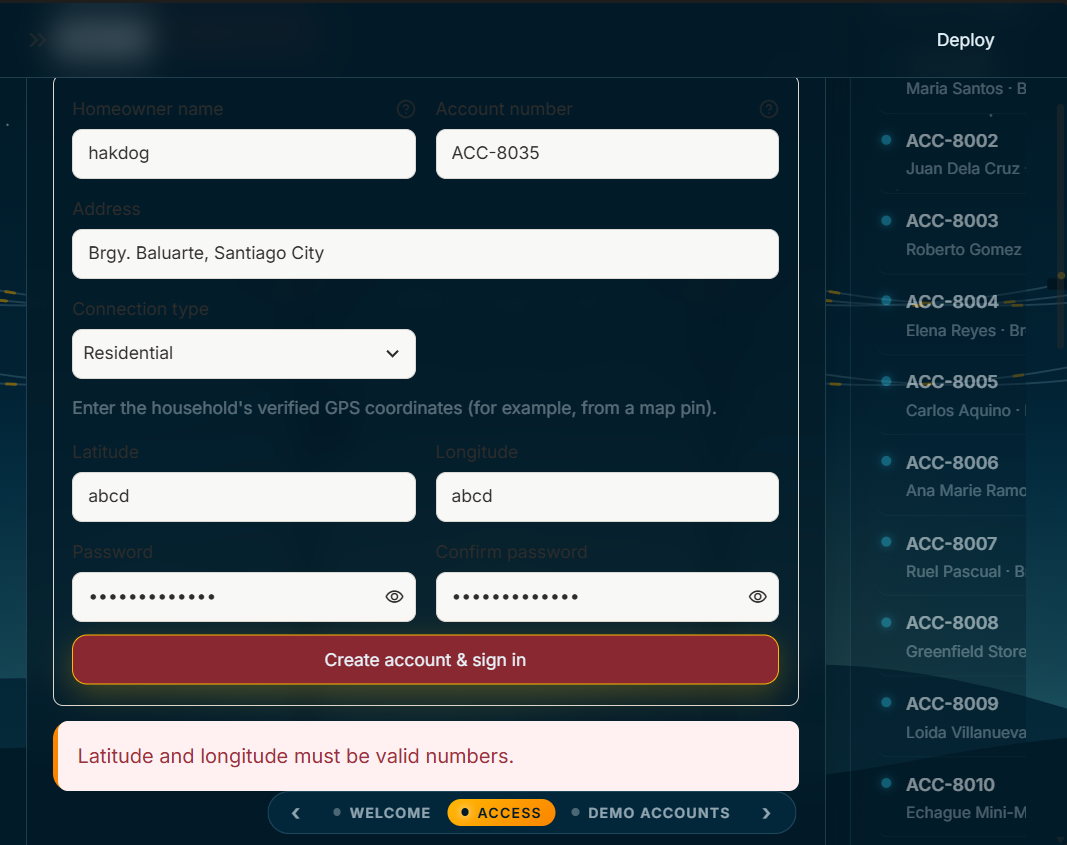 Deploy
Homeowner name
Account number
hakdog
ACC-8035
Address
Brgy. Baluarte, Santiago City
Connection type
Residential
Enter the household's verified GPS coordinates (for example, from a map pin).
Latitude
Longitude
abcd
abcd
Password
Confirm password
Create account & sign in
Latitude and longitude must be valid numbers.
WELCOME
ACCESS
DEMO ACCOUNTS
Maria Santos · B
ACC-8002
Juan Dela Cruz ·
ACC-8003
Roberto Gomez
ACC-8004
Elena Reyes · Br
ACC-8005
Carlos Aquino ·
ACC-8006
Ana Marie Ramo
ACC-8007
Ruel Pascual · B
ACC-8008
Greenfield Store
ACC-8009
Loida Villanueva
ACC-8010
Echague Mini-M